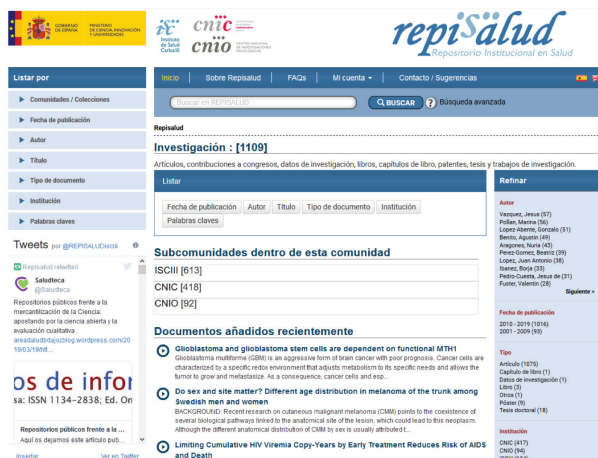 GOBIERNO
DE ESPAÑA
MINISTERIO
DE CIENCIA, INNOVACIÓN
Y UNIVERSIDADES
Instituto
de Salud
Carlos III
cnic
cnio
repisalud
Repositorio Institucional en Salud
Listar por
Comunidades / Colecciones
Fecha de publicación
Autor
Título
Tipo de documento
Institución
Palabras claves
Tweets por @REPISALUDisciii
Repisalud retwitteó
Saludteca
@Saludteca
Repositorios públicos frente a la
mercantilización de la Ciencia:
apostando por la ciencia abierta y la
evaluación cualitativa .
areadaludbdajozblog.wordpress.com/20
19/03/19/htt…
os de infor
sa: ISSN 1134-2838; Ed. On
Repositorios públicos frente a la …
Aquí os dejamos este artículo pub…
Insertar
Ver en Twitter
Inicio Sobre Repisalud FAQs Mi cuenta Contacto / Sugerencias
Buscar en REPISALUD BUSCAR ? Búsqueda avanzada
Repisalud
Investigación : [1109]
Artículos, contribuciones a congresos, datos de investigación, libros, capítulos de libro, patentes, tesis y trabajos de investigación.
Listar
Fecha de publicación Autor Título Tipo de documento Institución
Palabras claves
Subcomunidades dentro de esta comunidad
ISCIII [613]
CNIC [418]
CNIO [92]
Documentos añadidos recientemente
Glioblastoma and glioblastoma stem cells are dependent on functional MTH1
Glioblastoma multiforme (GBM) is an aggressive form of brain cancer with poor prognosis. Cancer cells are
characterized by a specific redox environment that adjusts metabolism to its specific needs and allows the
tumor to grow and metastasize. As a consequence, cancer cells and esp...
Do sex and site matter? Different age distribution in melanoma of the trunk among
Swedish men and women
BACKGROUND: Recent research on cutaneous malignant melanoma (CMM) points to the coexistence of
several biological pathways linked to the anatomical site of the lesion, which could lead to this neoplasm.
Although the different anatomical distribution of CMM by sex is usually attributed t...
Limiting Cumulative HIV Viremia Copy-Years by Early Treatment Reduces Risk of AIDS
and Death
Refinar
Autor
Vazquez, Jesus (57)
Pollan, Marina (56)
Lopez-Abente, Gonzalo (51)
Benito, Agustin (49)
Aragones, Nuria (43)
Perez-Gomez, Beatriz (39)
Lopez, Juan Antonio (38)
Ibanez, Borja (33)
Pedro-Cuesta, Jesus de (31)
Fuster, Valentin (28)
Siguiente >
Fecha de publicación
2010 - 2019 (1016)
2001 - 2009 (93)
Tipo
Artículo (1075)
Capítulo de libro (1)
Datos de investigación (1)
Libro (3)
Otros (1)
Póster (9)
Tesis doctoral (18)
Institución
CNIC (417)
CNIO (94)